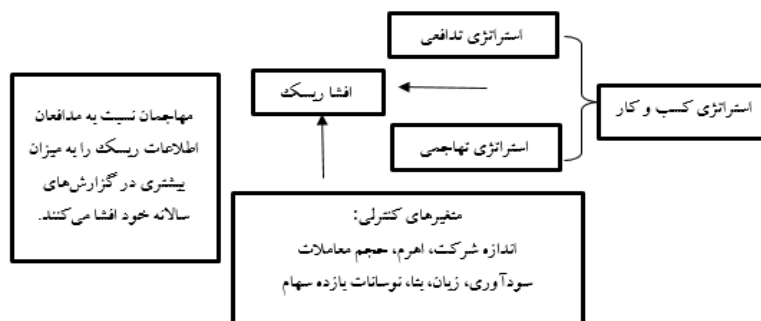 استراتژی کسب و کار
استراتژی تدافعی
استراتژی تهاجمی
افشا ریسک
متغیرهای کنترلی:
اندازه شرکت، اهرم، حجم معاملات
سودآوری، زیان، بتا، نوسانات بازده سهام
مهاجمان نسبت به مدافعان
اطلاعات ریسک را به میزان
بیشتری در گزارش‌های
سالانه خود افشا می‌کنند.